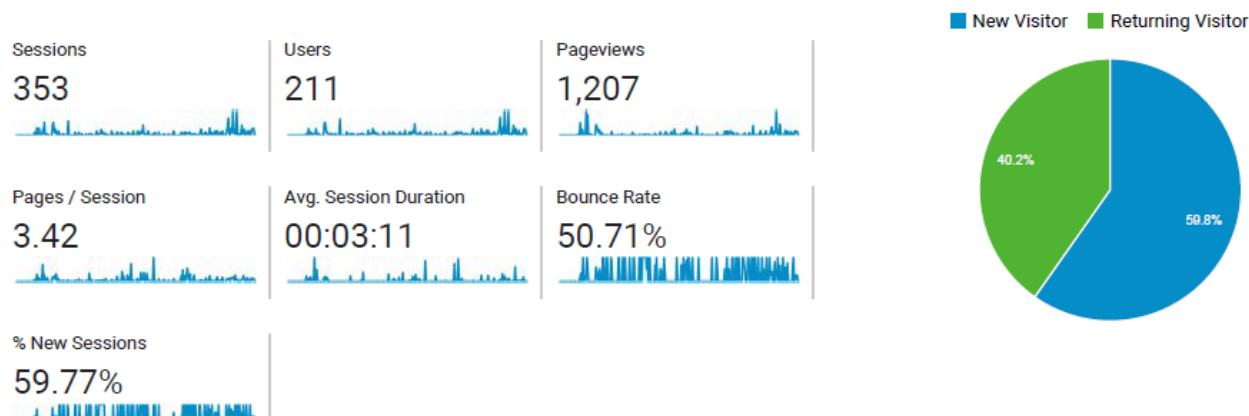 New Visitor Returning Visitor
Sessions
353
Users
211
Pageviews
1,207
Pages / Session
3.42
Avg. Session Duration
00:03:11
Bounce Rate
50.71%
% New Sessions
59.77%
40.2%
59.8%